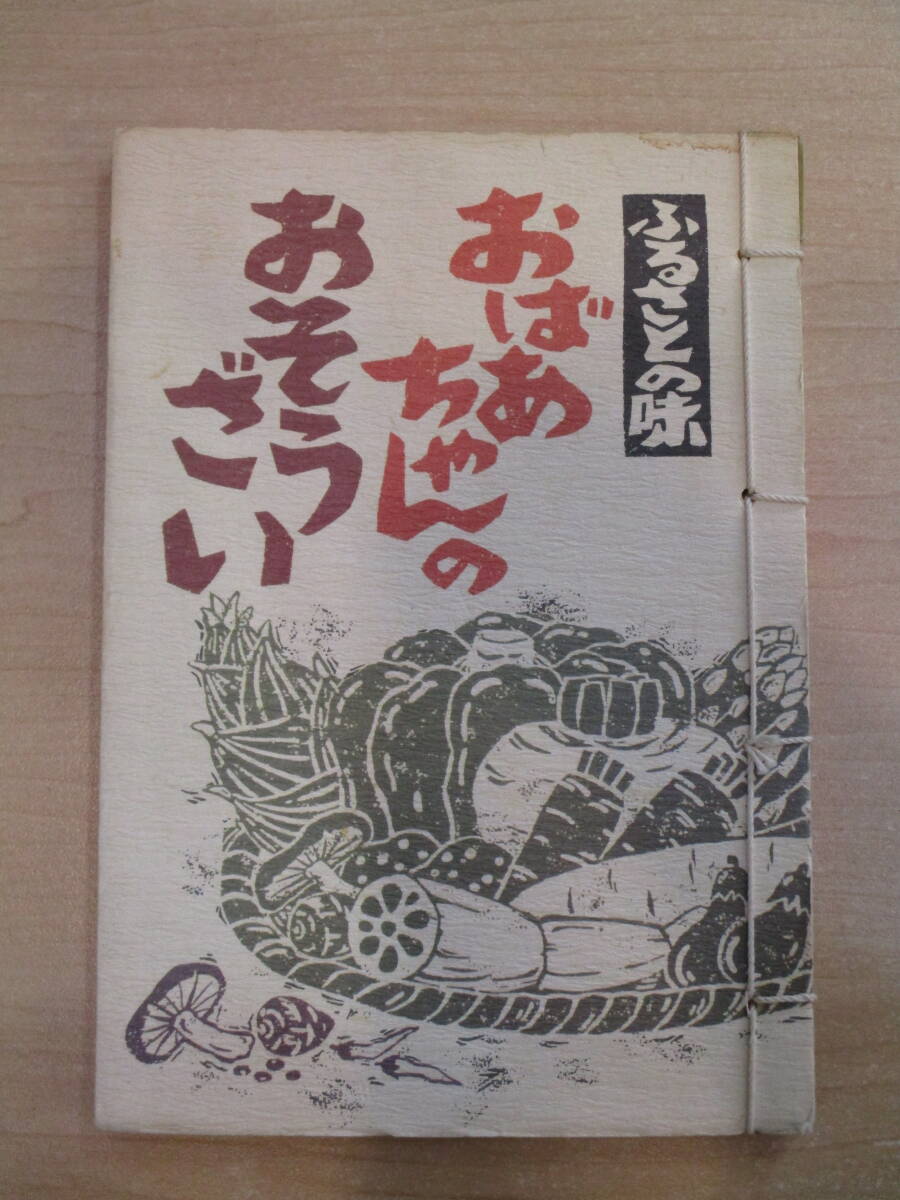 ふるさとの味
おばあ
ちゃんの
おそう
ざい